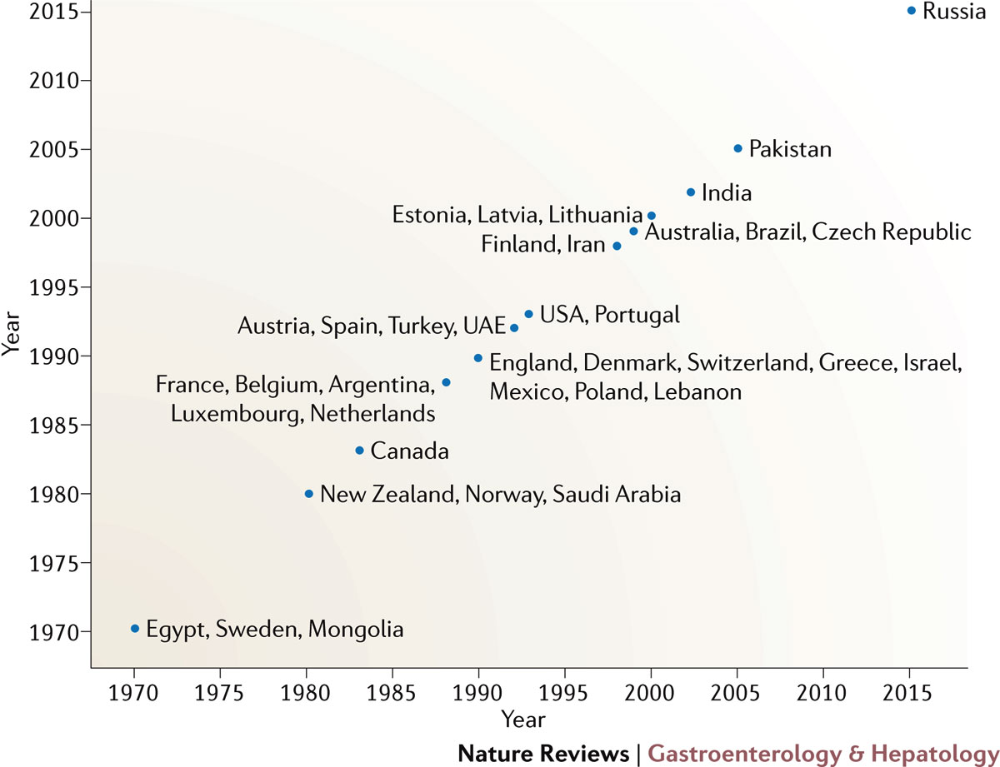 2015
Russia
2010
2005
Pakistan
India
2000
Estonia, Latvia, Lithuania
Australia, Brazil, Czech Republic
Finland, Iran
1995
USA, Portugal
Austria, Spain, Turkey, UAE
Year
1990
England, Denmark, Switzerland, Greece, Israel,
Mexico, Poland, Lebanon
France, Belgium, Argentina,
Luxembourg, Netherlands
1985
Canada
1980
New Zealand, Norway, Saudi Arabia
1975
1970
Egypt, Sweden, Mongolia
1970 1975 1980 1985 1990 1995 2000 2005 2010 2015
Year
Nature Reviews | Gastroenterology & Hepatology